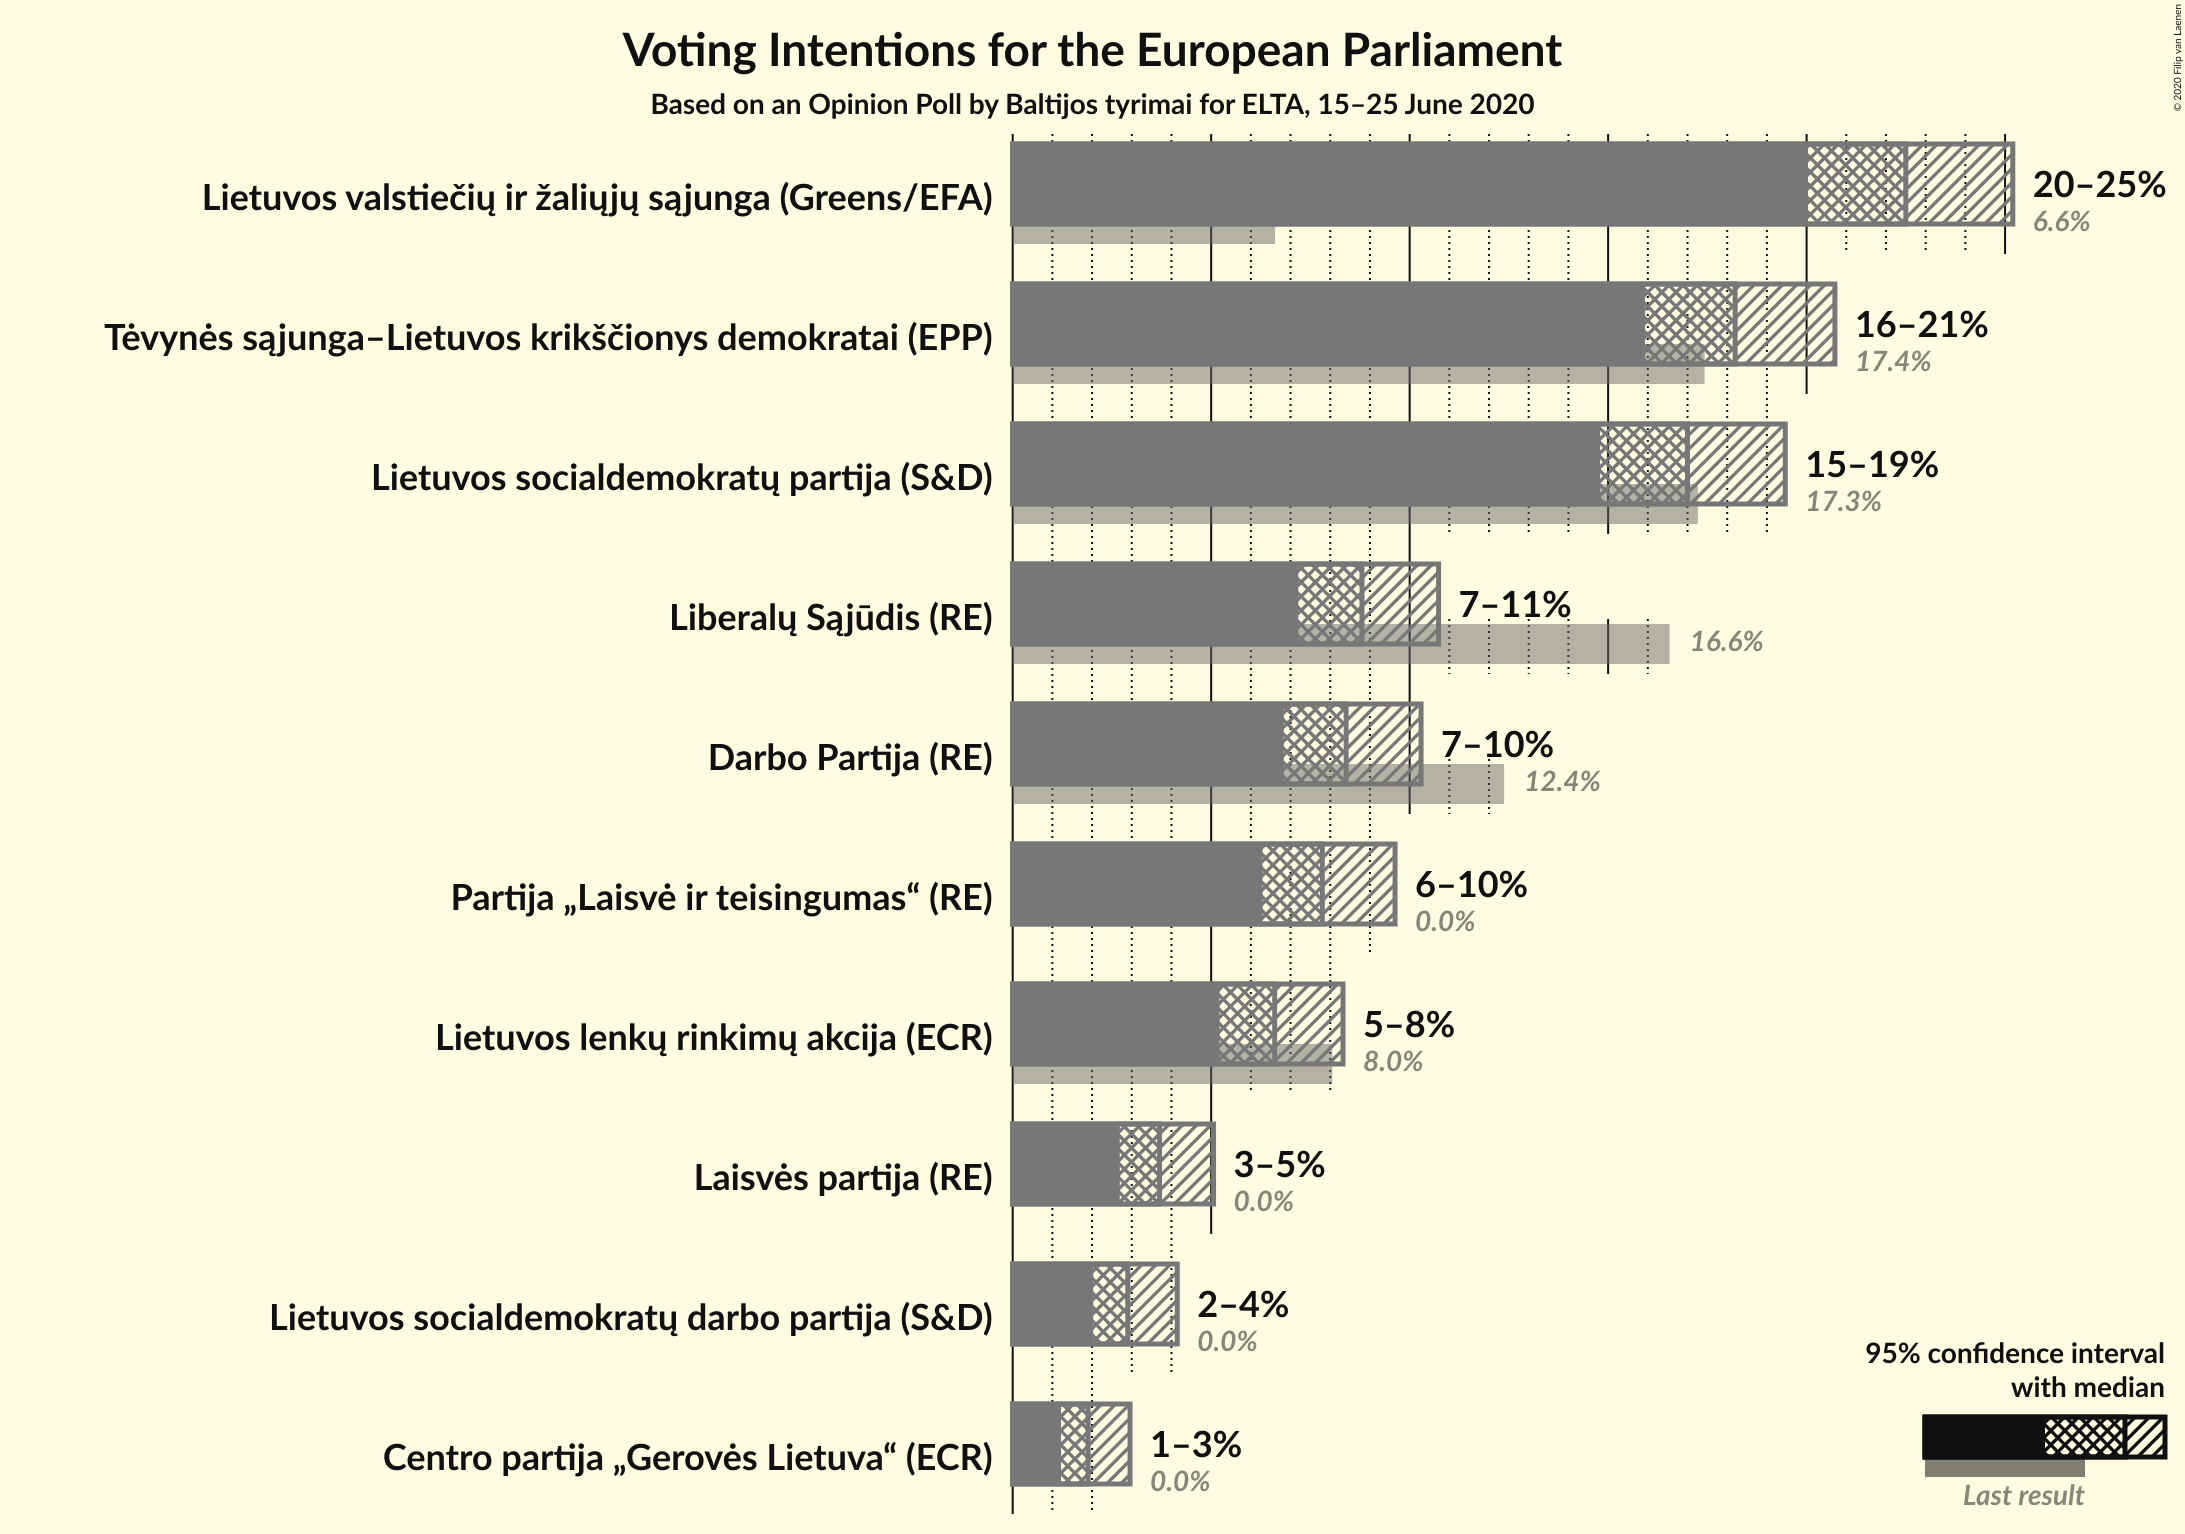 Voting Intentions for the European Parliament
Based on an Opinion Poll by Baltijos tyrimai for ELTA, 15–25 June 2020
© 2020 Filip van Laenen
Lietuvos valstiečių ir žaliųjų sąjunga (Greens/EFA)
20–25%
6.6%
Tėvynės sąjunga–Lietuvos krikščionys demokratai (EPP)
16–21%
17.4%
Lietuvos socialdemokratų partija (S&D)
15–19%
17.3%
Liberalų Sąjūdis (RE)
7–11%
16.6%
Darbo Partija (RE)
7–10%
12.4%
Partija „Laisvė ir teisingumas“ (RE)
6–10%
0.0%
Lietuvos lenkų rinkimų akcija (ECR)
5–8%
8.0%
Laisvės partija (RE)
3–5%
0.0%
Lietuvos socialdemokratų darbo partija (S&D)
2–4%
0.0%
Centro partija „Gerovės Lietuva“ (ECR)
1–3%
0.0%
95% confidence interval
with median
Last result